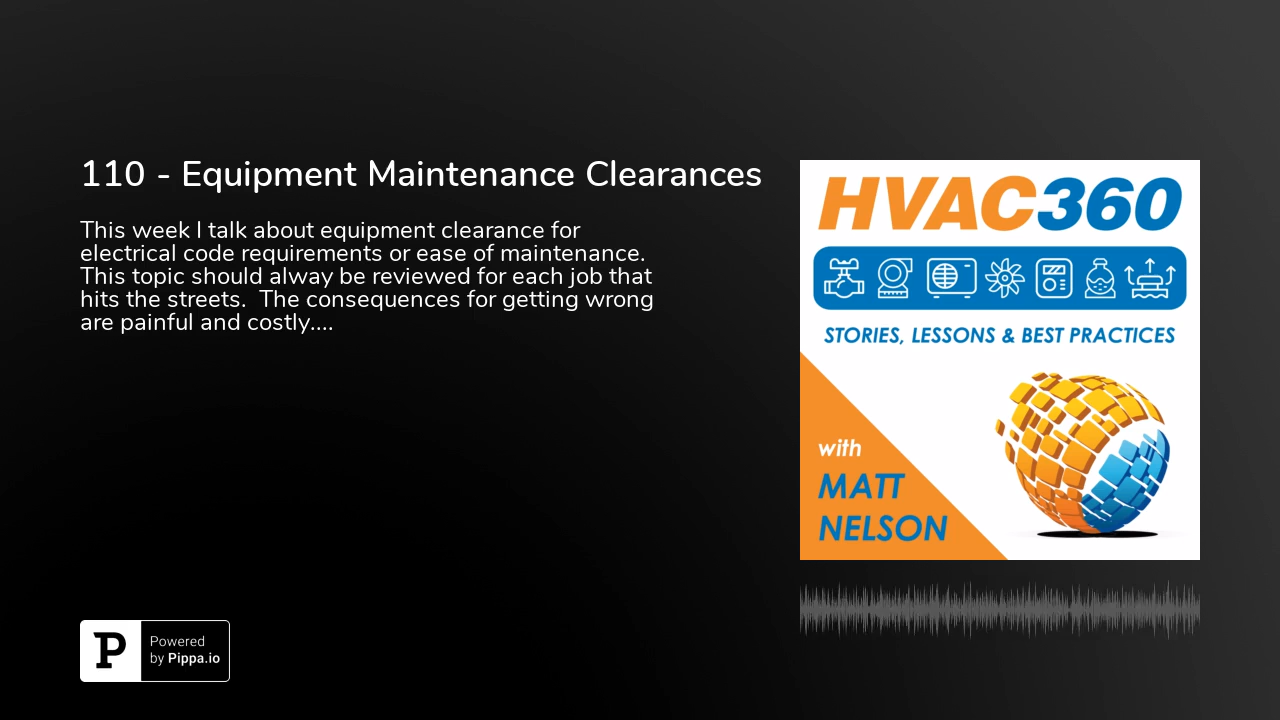 110 - Equipment Maintenance Clearances
This week I talk about equipment clearance for
electrical code requirements or ease of maintenance.
This topic should alway be reviewed for each job that
hits the streets.  The consequences for getting wrong
are painful and costly....
HVAC360
STORIES, LESSONS & BEST PRACTICES
with
MATT
NELSON
P
Powered
by Pippa.io